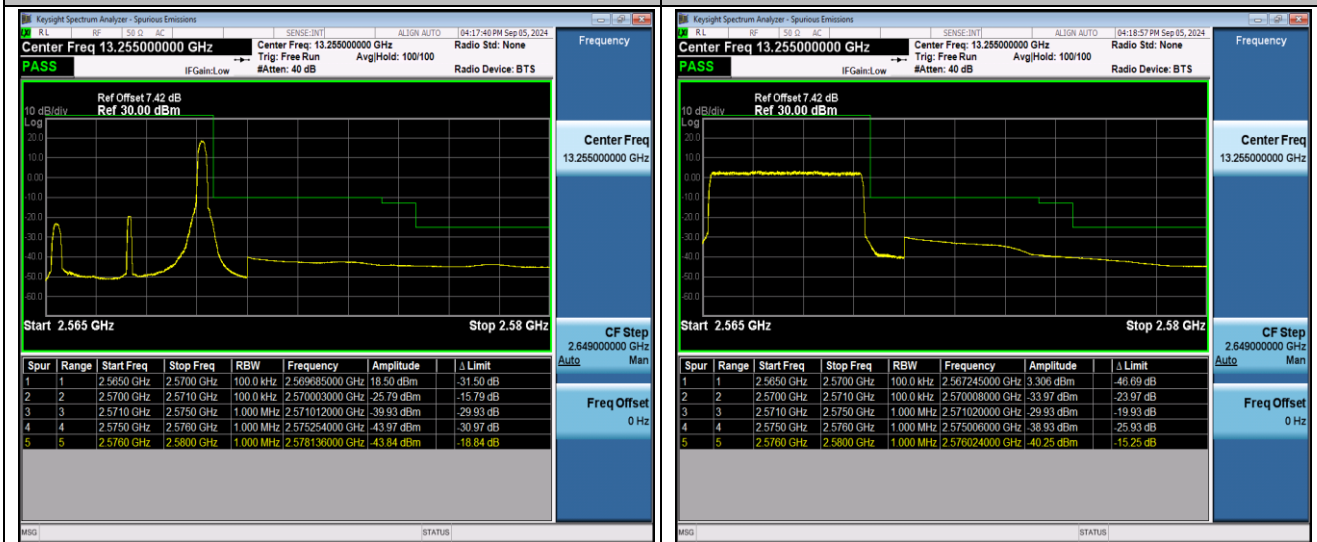 Keysight Spectrum Analyzer - Spurious Emissions
RL RF 50 Ω AC SENSE:INT ALIGN AUTO 04:17:40 PM Sep 05, 2024
Center Freq 13.255000000 GHz
Center Freq: 13.255000000 GHz
Radio Std: None
Trig: Free Run Avg|Hold: 100/100
PASS
IFGain:Low
#Atten: 40 dB
Radio Device: BTS
Ref Offset 7.42 dB
10 dB/div Ref 30.00 dBm
Log
20.0
10.0
0.00
-10.0
-20.0
-30.0
-40.0
-50.0
-60.0
Start 2.565 GHz Stop 2.58 GHz
Spur Range Start Freq Stop Freq RBW Frequency Amplitude Δ Limit
1 1 2.5650 GHz 2.5700 GHz 100.0 kHz 2.569685000 GHz 18.50 dBm -31.50 dB
2 2 2.5700 GHz 2.5710 GHz 100.0 kHz 2.570003000 GHz -25.79 dBm -15.79 dB
3 3 2.5710 GHz 2.5750 GHz 1.000 MHz 2.571012000 GHz -39.93 dBm -29.93 dB
4 4 2.5750 GHz 2.5760 GHz 1.000 MHz 2.575254000 GHz -43.97 dBm -30.97 dB
5 5 2.5760 GHz 2.5800 GHz 1.000 MHz 2.578136000 GHz -43.84 dBm -18.84 dB
MSG STATUS
Frequency
Center Freq
13.255000000 GHz
CF Step
2.649000000 GHz
Auto Man
Freq Offset
0 Hz
Keysight Spectrum Analyzer - Spurious Emissions
RL RF 50 Ω AC SENSE:INT ALIGN AUTO 04:18:57 PM Sep 05, 2024
Center Freq 13.255000000 GHz
Center Freq: 13.255000000 GHz
Radio Std: None
Trig: Free Run Avg|Hold: 100/100
PASS
IFGain:Low
#Atten: 40 dB
Radio Device: BTS
Ref Offset 7.42 dB
10 dB/div Ref 30.00 dBm
Log
20.0
10.0
0.00
-10.0
-20.0
-30.0
-40.0
-50.0
-60.0
Start 2.565 GHz Stop 2.58 GHz
Spur Range Start Freq Stop Freq RBW Frequency Amplitude Δ Limit
1 1 2.5650 GHz 2.5700 GHz 100.0 kHz 2.567245000 GHz 3.306 dBm -46.69 dB
2 2 2.5700 GHz 2.5710 GHz 100.0 kHz 2.570008000 GHz -33.97 dBm -23.97 dB
3 3 2.5710 GHz 2.5750 GHz 1.000 MHz 2.571020000 GHz -29.93 dBm -19.93 dB
4 4 2.5750 GHz 2.5760 GHz 1.000 MHz 2.575006000 GHz -38.93 dBm -25.93 dB
5 5 2.5760 GHz 2.5800 GHz 1.000 MHz 2.576024000 GHz -40.25 dBm -15.25 dB
MSG STATUS
Frequency
Center Freq
13.255000000 GHz
CF Step
2.649000000 GHz
Auto Man
Freq Offset
0 Hz